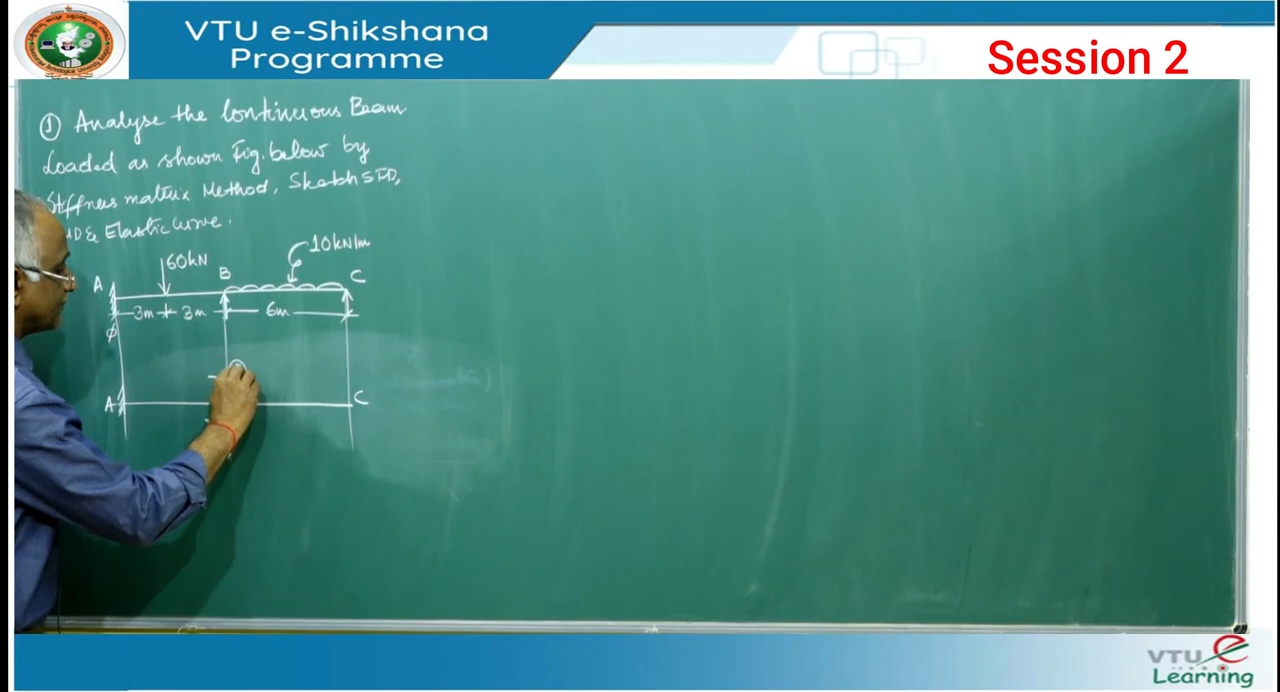 VTU e-Shikshana
Programme
Session 2
① Analyse the Continuous Beam
Loaded as shown Fig. below by
Stiffness matrix Method, Sketch SFD,
& Elastic Curve.
60kN
10kN/m
A
B
C
3m
3m
6m
A
C
VTU
Learning